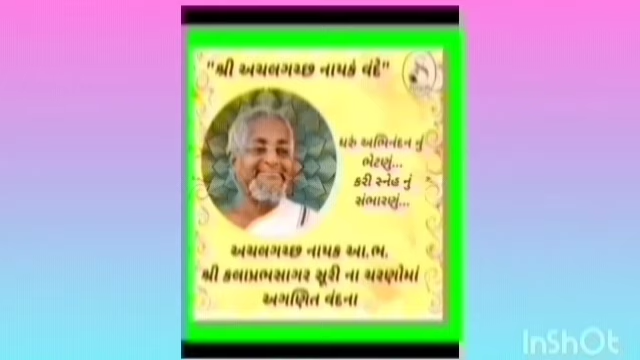 "શ્રી અચલગચ્છ નાયકં વંદે"
ધરું અભિનંદન નું
ભેટણું...
કરી સ્નેહ નું
સંભારણું...
અચલગચ્છ નાયક આ.ભ.
શ્રી કલાપ્રભસાગર સૂરી ના ચરણોમાં
અગણિત વંદના
InShOt